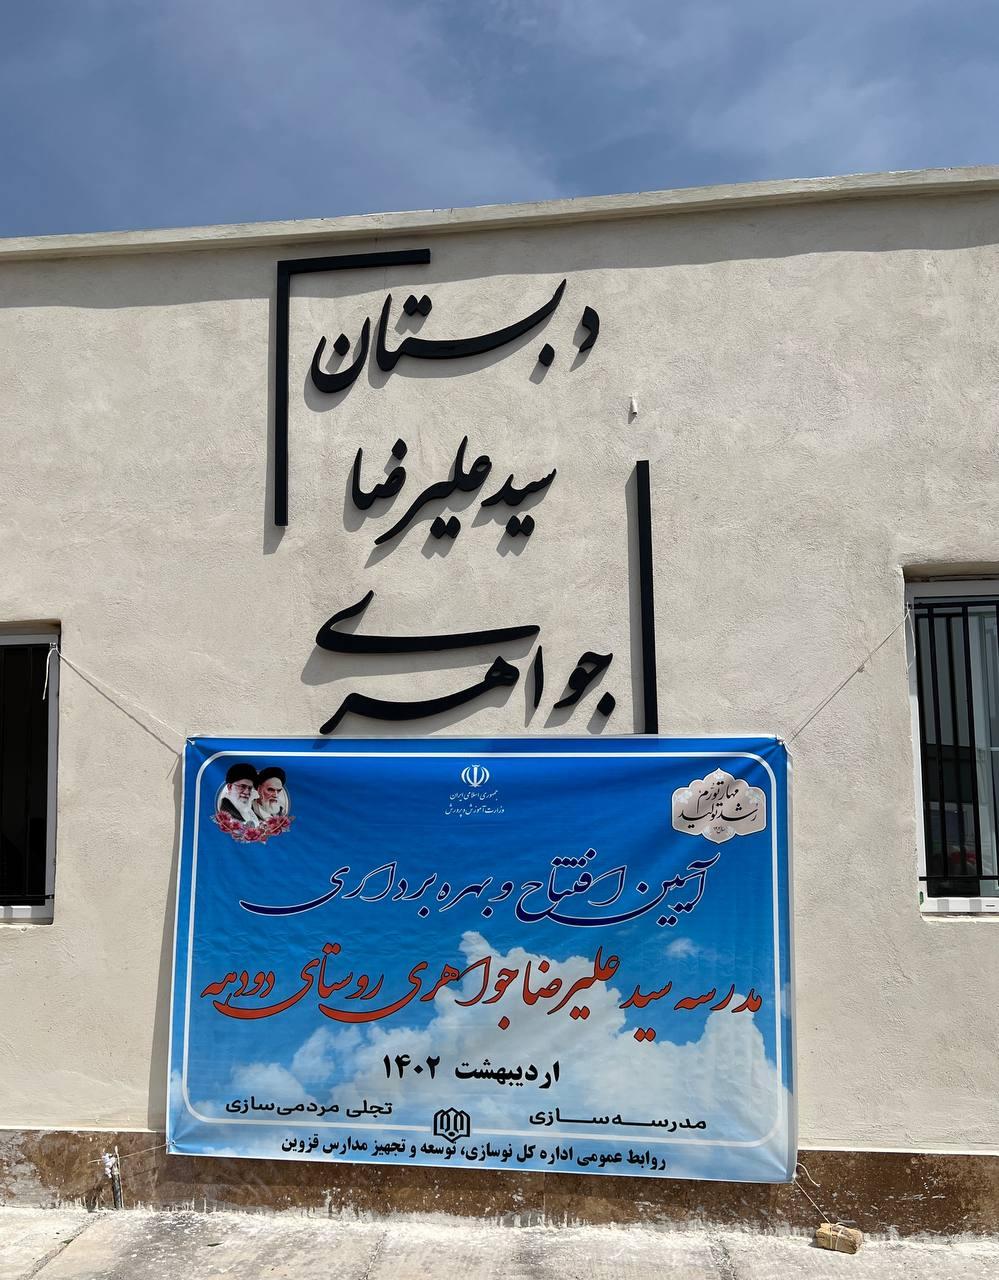 دبستان
سید علیرضا
جواهری
جمهوری اسلامی ایران
وزارت آموزش و پرورش
مهار تورم
رشد تولید
آیین افتتاح و بهره برداری
مدرسه سید علیرضا جواهری روستای دودهه
اردیبهشت ۱۴۰۲
مدرسه سازی
تجلی مردمی سازی
روابط عمومی اداره کل نوسازی، توسعه و تجهیز مدارس قزوین